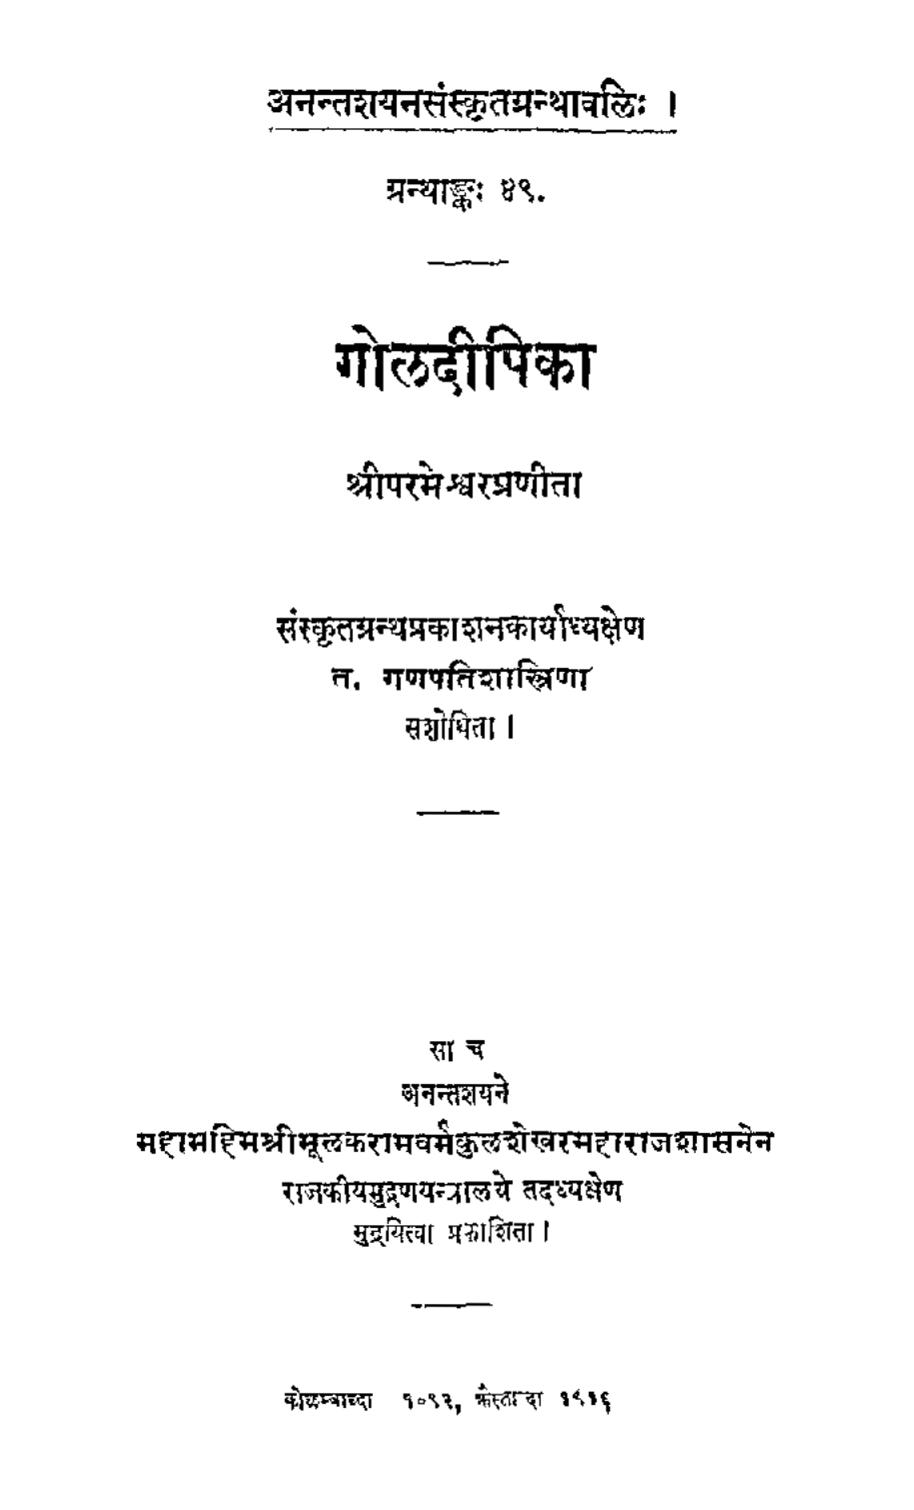 अनन्तशयनसंस्कृतग्रन्थावलिः ।
ग्रन्थाङ्कः ४९.
गोलदीपिका
श्रीपरमेश्वरप्रणीता
संस्कृतग्रन्थप्रकाशनकार्याध्यक्षेण
त. गणपतिशास्त्रिणा
सशोधिता ।
सा च
अनन्तशयने
महामहिमश्रीमूलकरामवर्मकुलशेखरमहाराजशासनेन
राजकीयमुद्रणयन्त्रालये तदध्यक्षेण
मुद्रयित्वा प्रकाशिता ।
कोळम्बाब्दा १०९२, क्रैस्ताब्दा १९१६